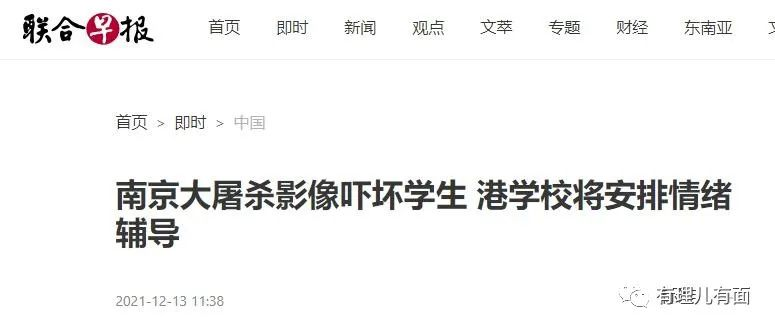 联合早报 首页 即时 新闻 观点 文萃 专题 财经 东南亚
首页 > 即时 > 中国
南京大屠杀影像吓坏学生 港学校将安排情绪
辅导
2021-12-13 11:38
有理儿有面